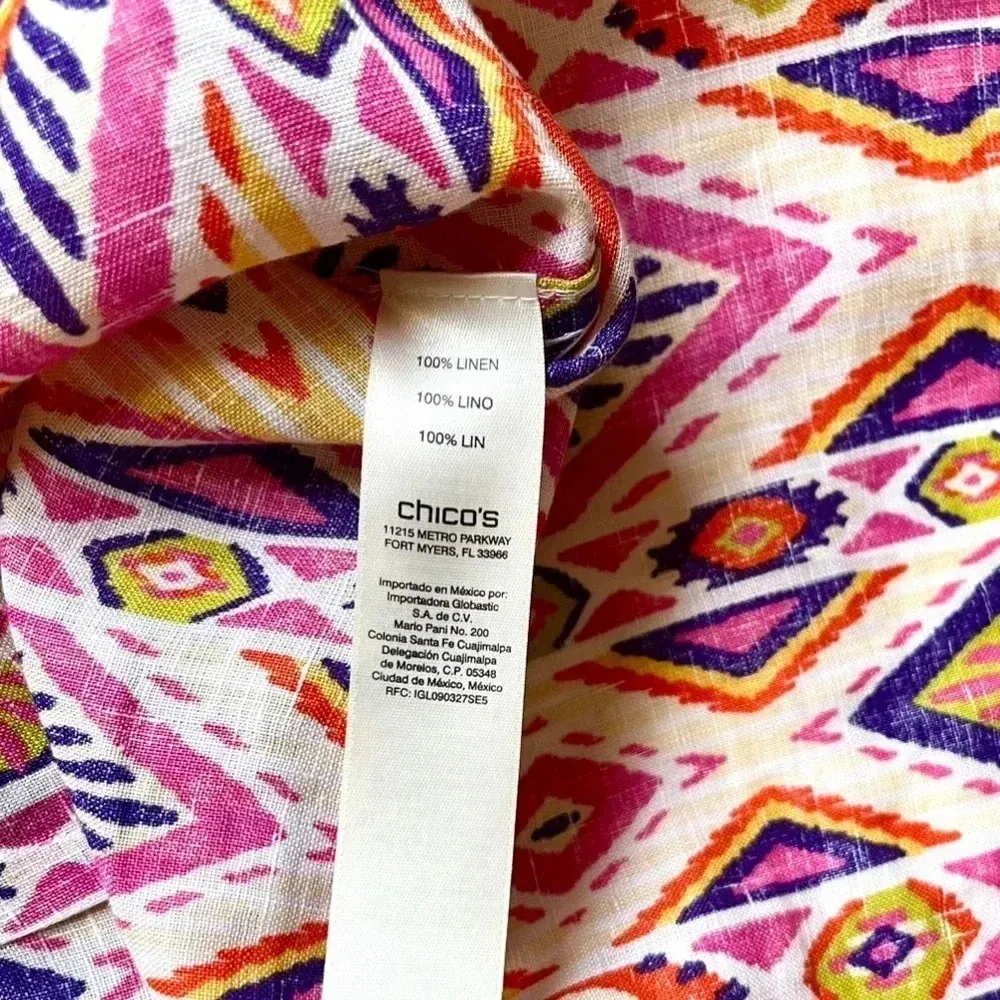 100% LINEN
100% LINO
100% LIN
chico's
11215 METRO PARKWAY
FORT MYERS, FL 33966
Importado en México por:
Importadora Globastic
S.A. de C.V.
Mario Pani No. 200
Colonia Santa Fe Cuajimalpa
Delegación Cuajimalpa
de Morelos, C.P. 05348
Ciudad de México, México
RFC: IGL090327SE5